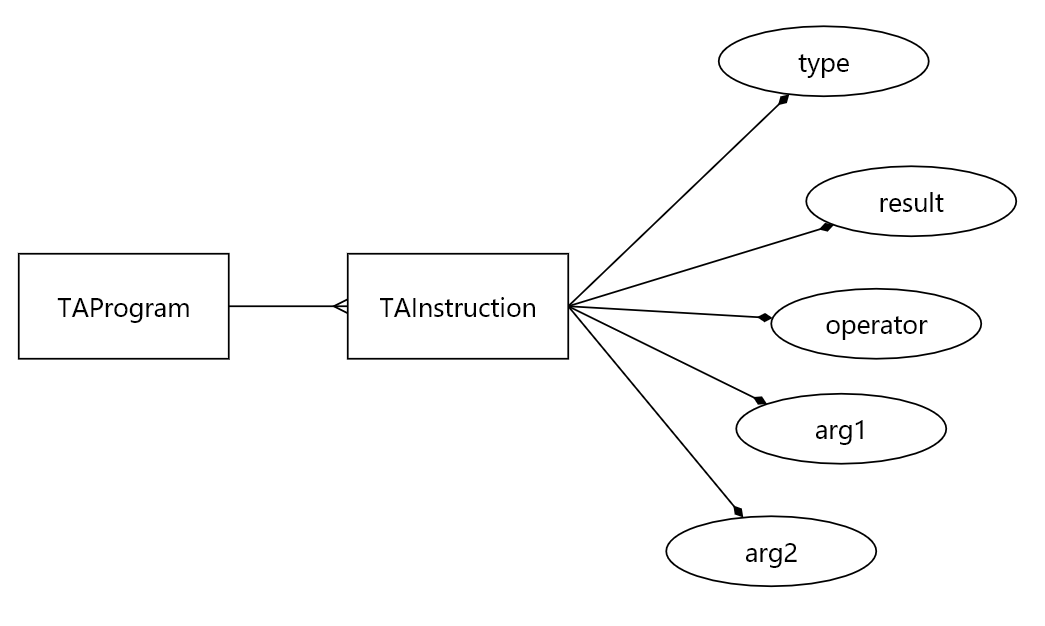 type
result
TAProgram
TAInstruction
operator
arg1
arg2